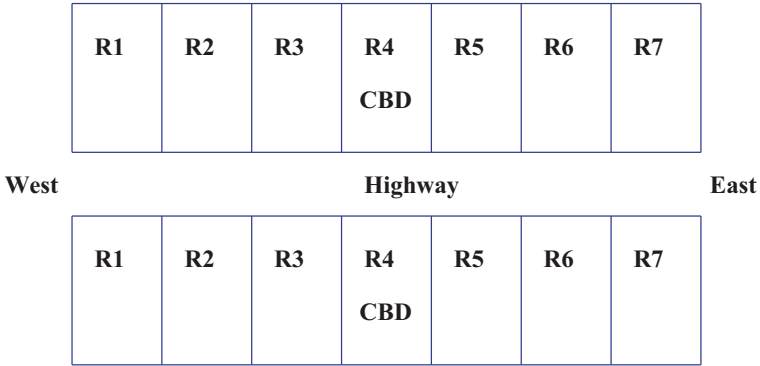 R1 R2 R3 R4 R5 R6 R7
CBD
West Highway East
R1 R2 R3 R4 R5 R6 R7
CBD